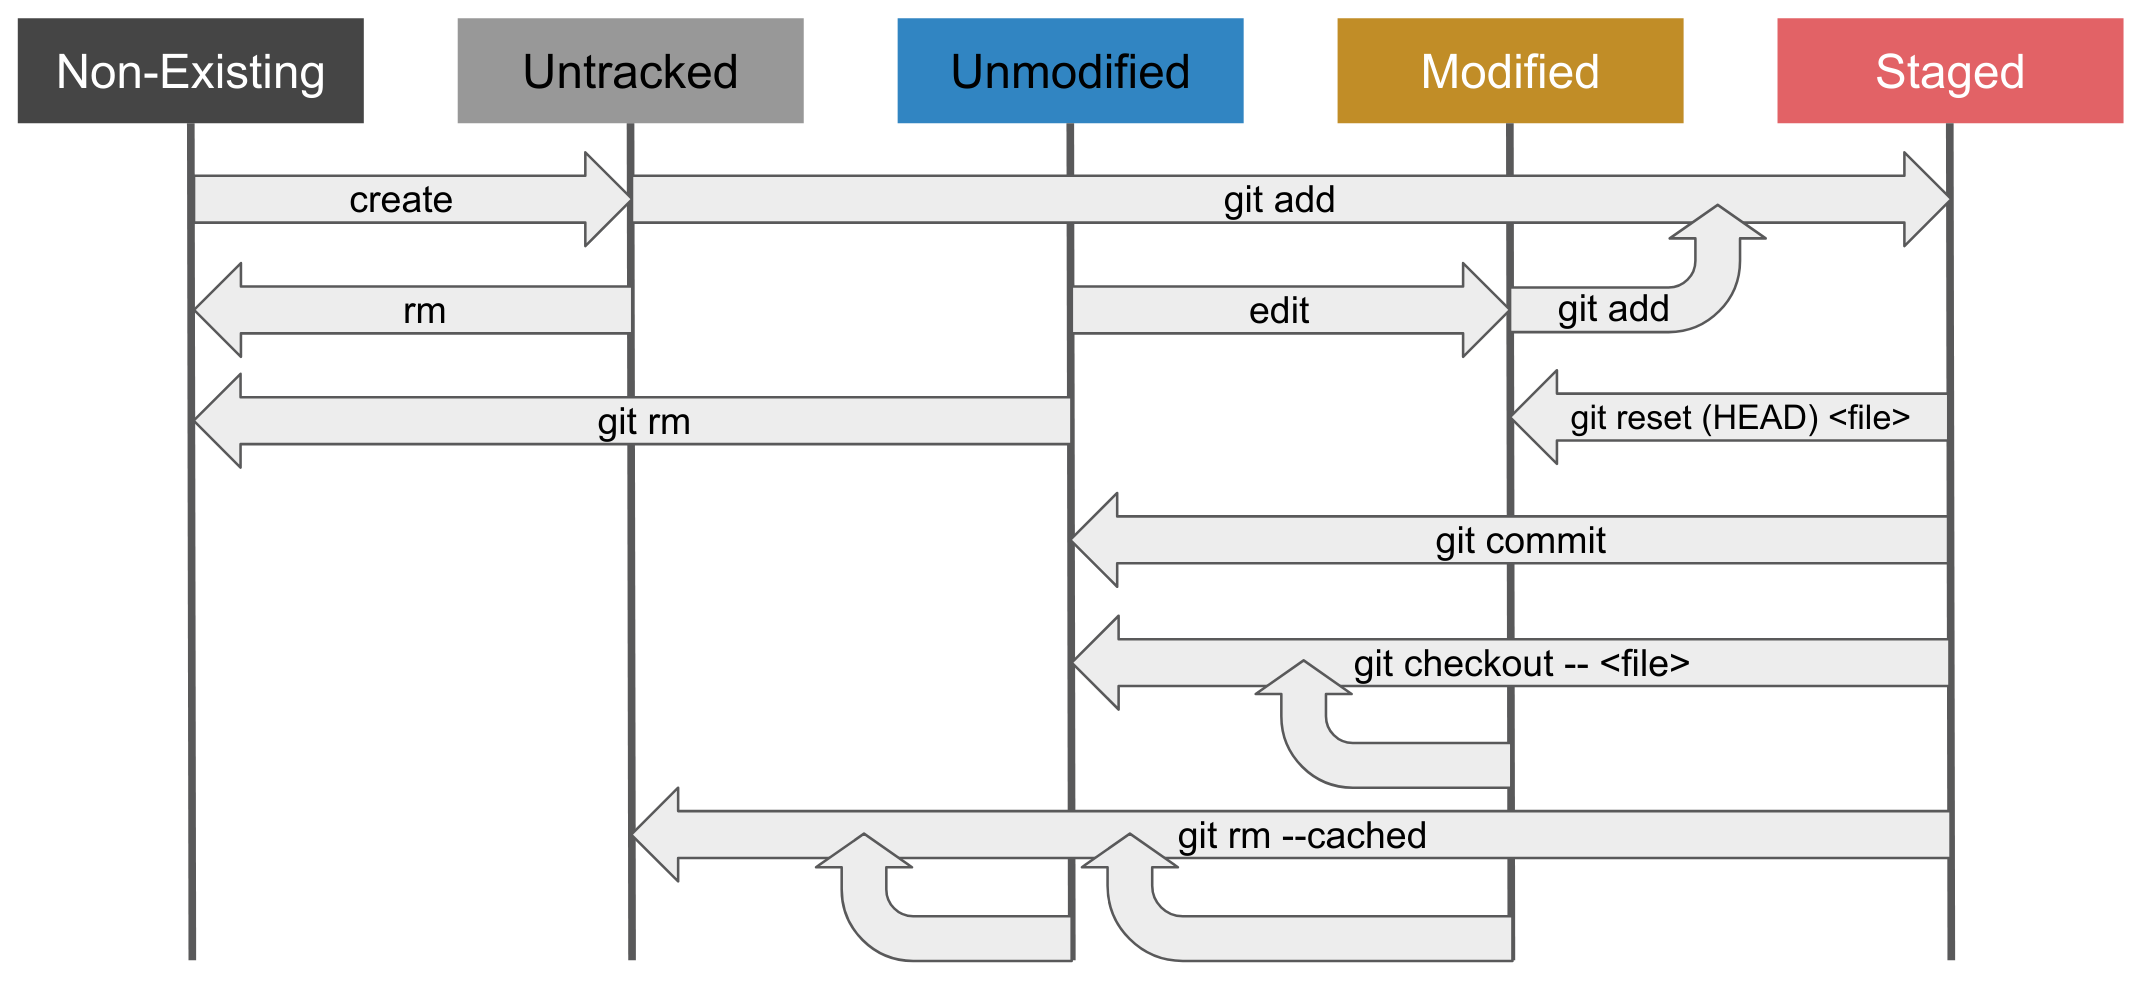 Non-Existing
Untracked
Unmodified
Modified
Staged
create
git add
rm
edit
git add
git rm
git reset (HEAD) <file>
git commit
git checkout -- <file>
git rm --cached